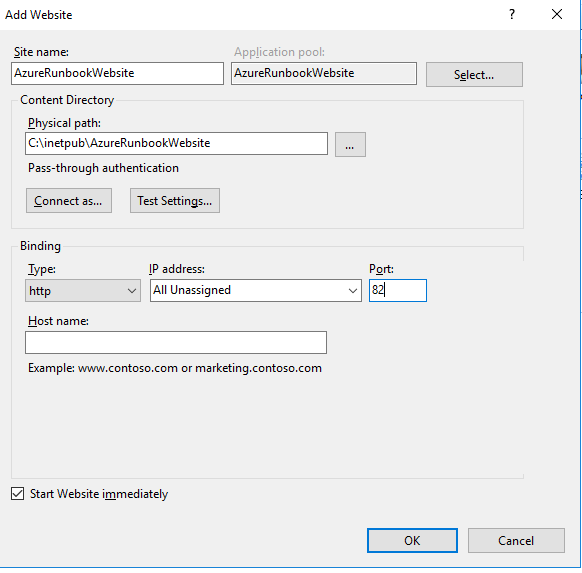 Add Website
?
Site name:
Application pool:
AzureRunbookWebsite
AzureRunbookWebsite
Select...
Content Directory
Physical path:
C:\inetpub\AzureRunbookWebsite
...
Pass-through authentication
Connect as...
Test Settings...
Binding
Type:
IP address:
Port:
http
All Unassigned
82
Host name:
Example: www.contoso.com or marketing.contoso.com
Start Website immediately
OK
Cancel